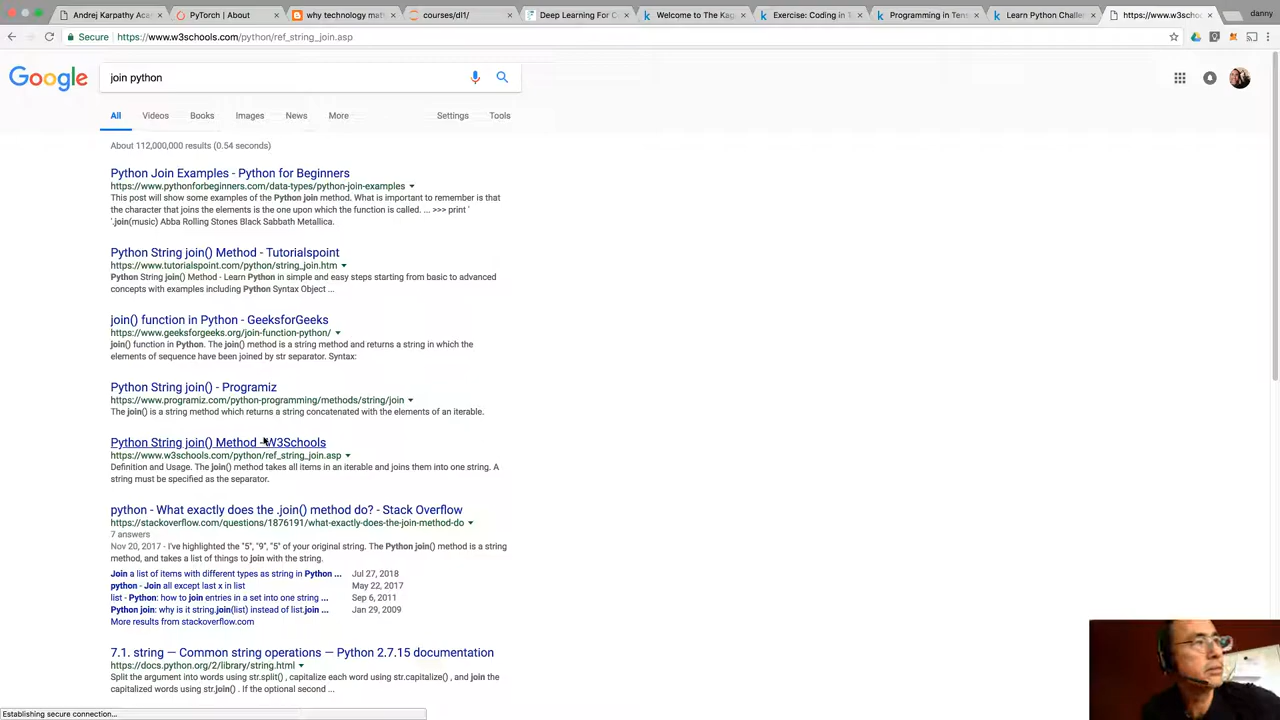 Andrej Karpathy Aca
PyTorch | About
why technology mat
courses/dl1/
Deep Learning For C
Welcome to The Kag
Exercise: Coding in T
Programming in Tens
Learn Python Challe
https://www.w3scho
danny
Secure
https://www.w3schools.com/python/ref_string_join.asp
Google
join python
All
Videos
Books
Images
News
More
Settings
Tools
About 112,000,000 results (0.54 seconds)
Python Join Examples - Python for Beginners
https://www.pythonforbeginners.com/data-types/python-join-examples
This post will show some examples of the Python join method. What is important to remember is that
the character that joins the elements is the one upon which the function is called. ... >>> print '
'.join(music) Abba Rolling Stones Black Sabbath Metallica.
Python String join() Method - Tutorialspoint
https://www.tutorialspoint.com/python/string_join.htm
Python String join() Method - Learn Python in simple and easy steps starting from basic to advanced
concepts with examples including Python Syntax Object ...
join() function in Python - GeeksforGeeks
https://www.geeksforgeeks.org/join-function-python/
join() function in Python. The join() method is a string method and returns a string in which the
elements of sequence have been joined by str separator. Syntax:
Python String join() - Programiz
https://www.programiz.com/python-programming/methods/string/join
The join() is a string method which returns a string concatenated with the elements of an iterable.
Python String join() Method - W3Schools
https://www.w3schools.com/python/ref_string_join.asp
Definition and Usage. The join() method takes all items in an iterable and joins them into one string. A
string must be specified as the separator.
python - What exactly does the .join() method do? - Stack Overflow
https://stackoverflow.com/questions/1876191/what-exactly-does-the-join-method-do
7 answers
Nov 20, 2017 - I've highlighted the "5", "9", "5" of your original string. The Python join() method is a string
method, and takes a list of things to join with the string.
Join a list of items with different types as string in Python ... Jul 27, 2018
python - Join all except last x in list May 22, 2017
list - Python: how to join entries in a set into one string ... Sep 6, 2011
Python join: why is it string.join(list) instead of list.join ... Jan 29, 2009
More results from stackoverflow.com
7.1. string — Common string operations — Python 2.7.15 documentation
https://docs.python.org/2/library/string.html
Split the argument into words using str.split() , capitalize each word using str.capitalize() , and join the
capitalized words using str.join() . If the optional second ...
Establishing secure connection...